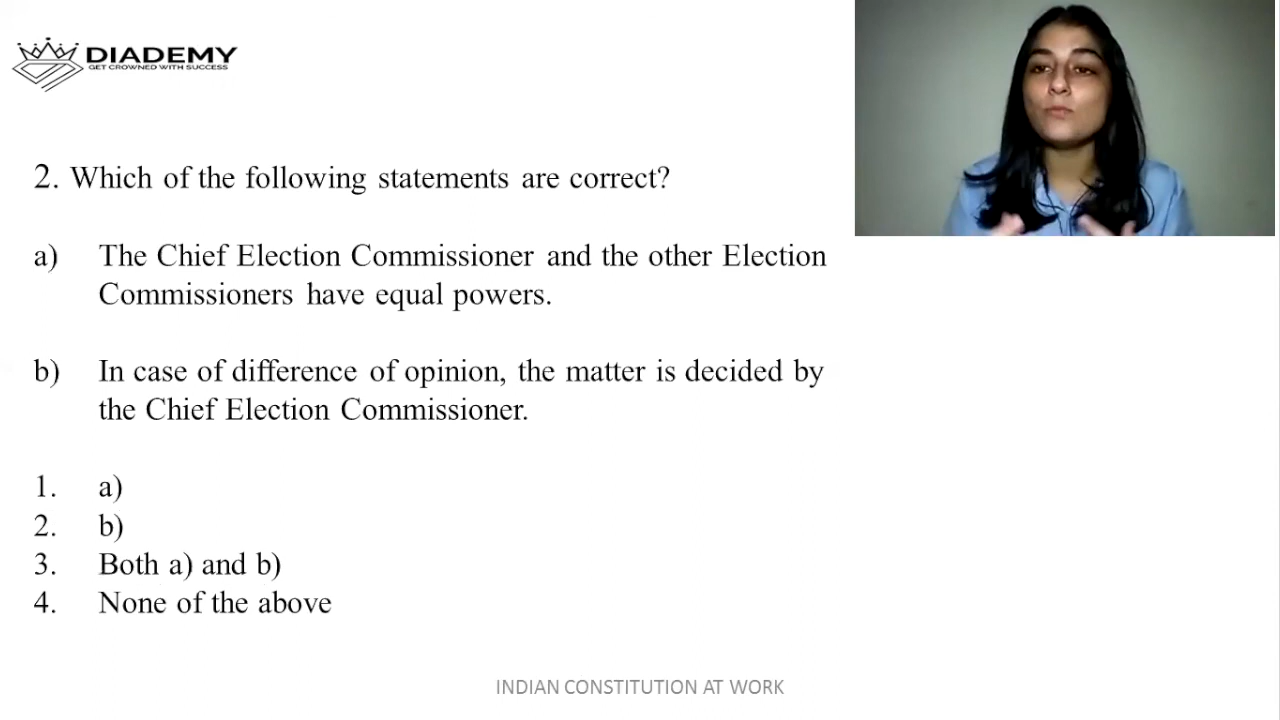 DIADEMY
GET CROWNED WITH SUCCESS
2. Which of the following statements are correct?
a) The Chief Election Commissioner and the other Election
Commissioners have equal powers.
b) In case of difference of opinion, the matter is decided by
the Chief Election Commissioner.
1. a)
2. b)
3. Both a) and b)
4. None of the above
INDIAN CONSTITUTION AT WORK